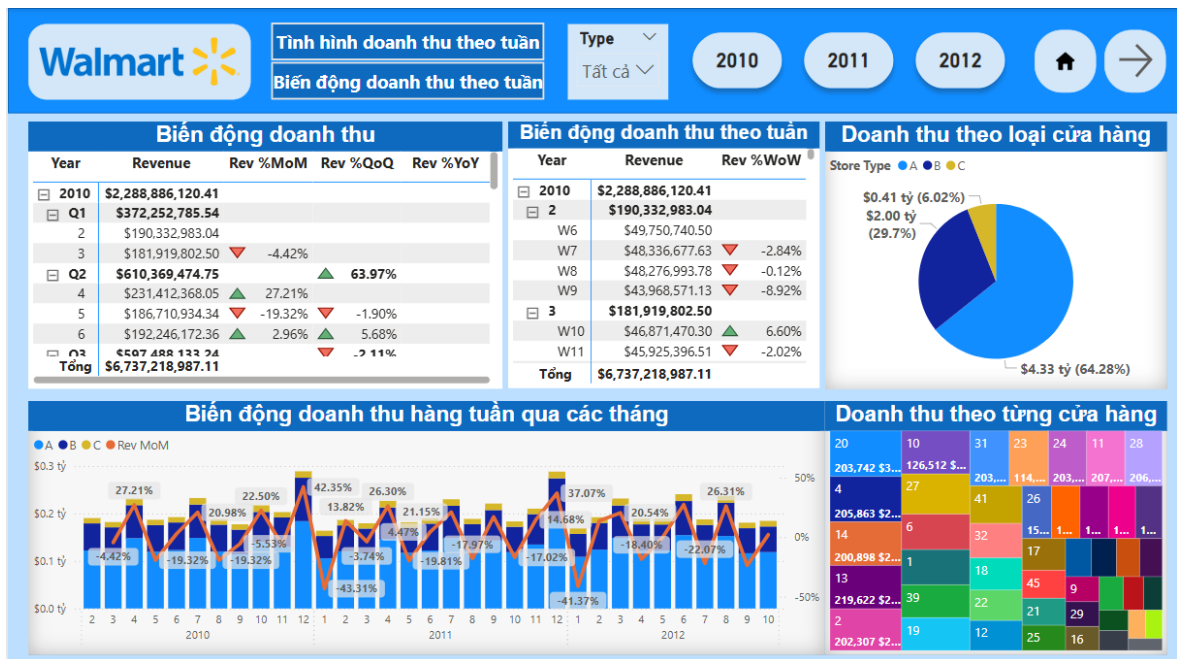 Walmart
Tình hình doanh thu theo tuần
Biến động doanh thu theo tuần
Type
Tất cả
2010
2011
2012
Biến động doanh thu
Year Revenue Rev %MoM Rev %QoQ Rev %YoY
2010 $2,288,886,120.41
Q1 $372,252,785.54
2 $190,332,983.04
3 $181,919,802.50 -4.42%
Q2 $610,369,474.75 63.97%
4 $231,412,368.05 27.21%
5 $186,710,934.34 -19.32% -1.90%
6 $192,246,172.36 2.96% 5.68%
Q3 $597,488,133.24 -2.11%
Tổng $6,737,218,987.11
Biến động doanh thu theo tuần
Year Revenue Rev %WoW
2010 $2,288,886,120.41
2 $190,332,983.04
W6 $49,750,740.50
W7 $48,336,677.63 -2.84%
W8 $48,276,993.78 -0.12%
W9 $43,968,571.13 -8.92%
3 $181,919,802.50
W10 $46,871,470.30 6.60%
W11 $45,925,396.51 -2.02%
Tổng $6,737,218,987.11
Doanh thu theo loại cửa hàng
Store Type A B C
$0.41 tỷ (6.02%)
$2.00 tỷ
(29.7%)
$4.33 tỷ (64.28%)
Biến động doanh thu hàng tuần qua các tháng
A B C Rev MoM
$0.3 tỷ
$0.2 tỷ
$0.1 tỷ
$0.0 tỷ
50%
0%
-50%
27.21% 20.98% 22.50% 42.35% 13.82% 26.30% 21.15% 37.07% 20.54% 26.31%
-4.42% -19.32% -19.32% -5.53% -43.31% -3.74% 4.47% -19.81% -17.97% -17.02% 14.68% -41.37% -18.40% -22.07%
2 3 4 5 6 7 8 9 10 11 12 1 2 3 4 5 6 7 8 9 10 11 12 1 2 3 4 5 6 7 8 9 10
2010 2011 2012
Doanh thu theo từng cửa hàng
20
203,742 $3...
4
205,863 $2...
14
200,898 $2...
13
219,622 $2...
2
202,307 $2...
10
126,512 $...
27
6
1
39
19
31
203,...
23
114,...
24
203,...
11
207,...
28
206,...
41
32
18
22
12
26
15...
1...
1...
1...
1...
17
45
21
25
9
29
16